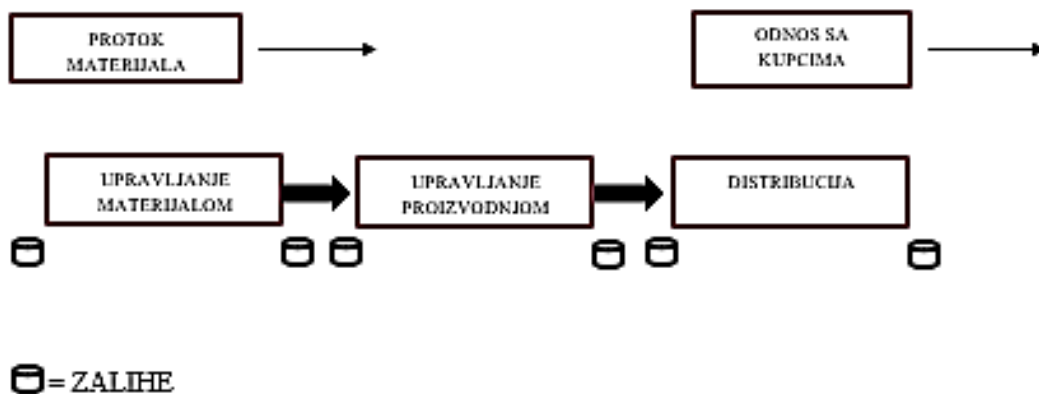 PROTOK
MATERIJALA
ODNOS SA
KUPCIMA
UPRAVLJANJE
MATERIJALOM
UPRAVLJANJE
PROIZVODNJOM
DISTRIBUCIJA
= ZALIHE